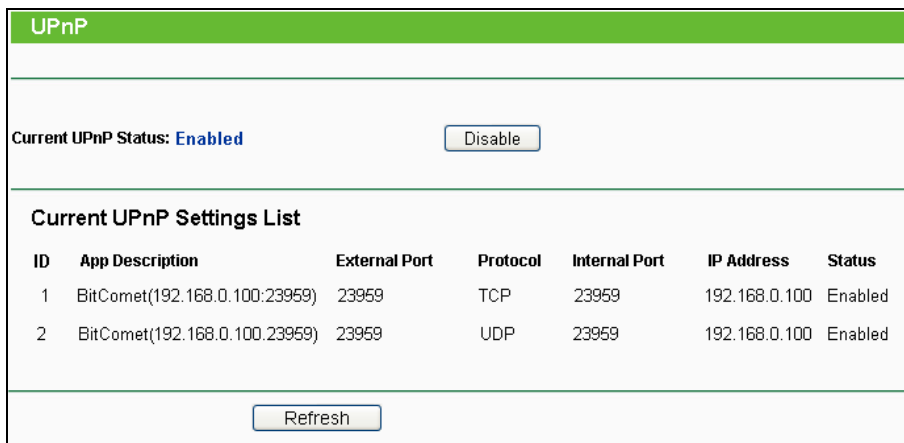 UPnP
Current UPnP Status: Enabled Disable
Current UPnP Settings List
ID App Description External Port Protocol Internal Port IP Address Status
1 BitComet(192.168.0.100:23959) 23959 TCP 23959 192.168.0.100 Enabled
2 BitComet(192.168.0.100.23959) 23959 UDP 23959 192.168.0.100 Enabled
Refresh